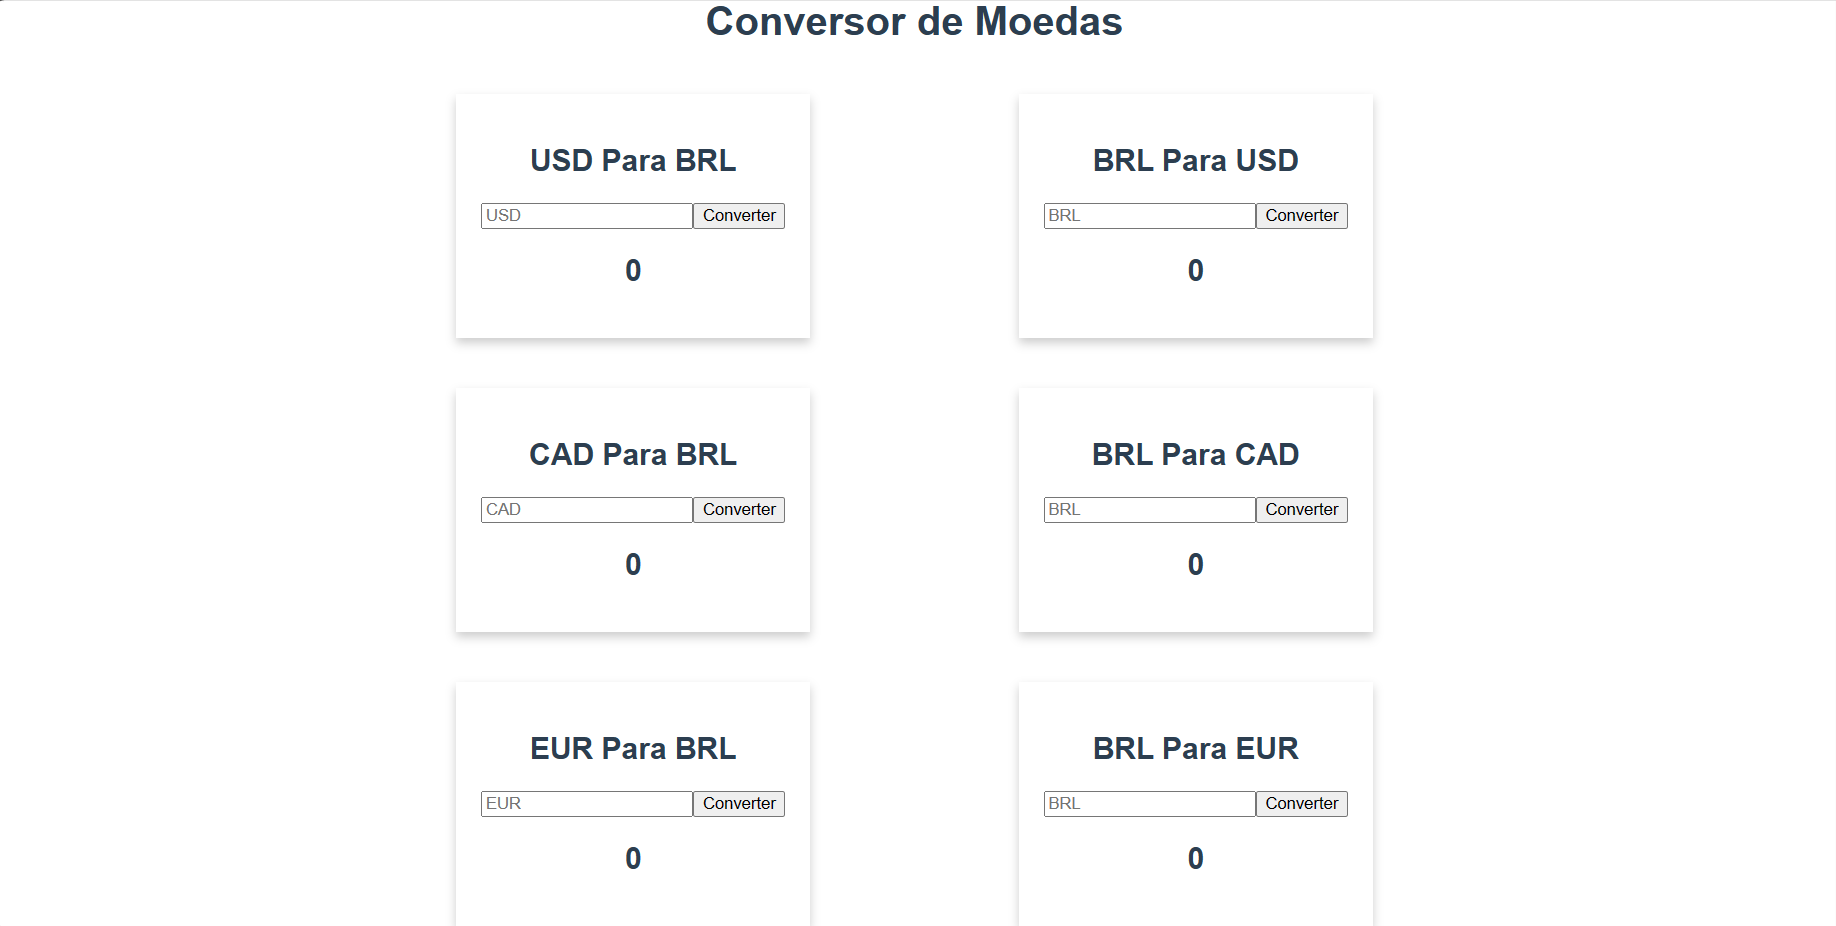 Conversor de Moedas
USD Para BRL
USD Converter
0
BRL Para USD
BRL Converter
0
CAD Para BRL
CAD Converter
0
BRL Para CAD
BRL Converter
0
EUR Para BRL
EUR Converter
0
BRL Para EUR
BRL Converter
0